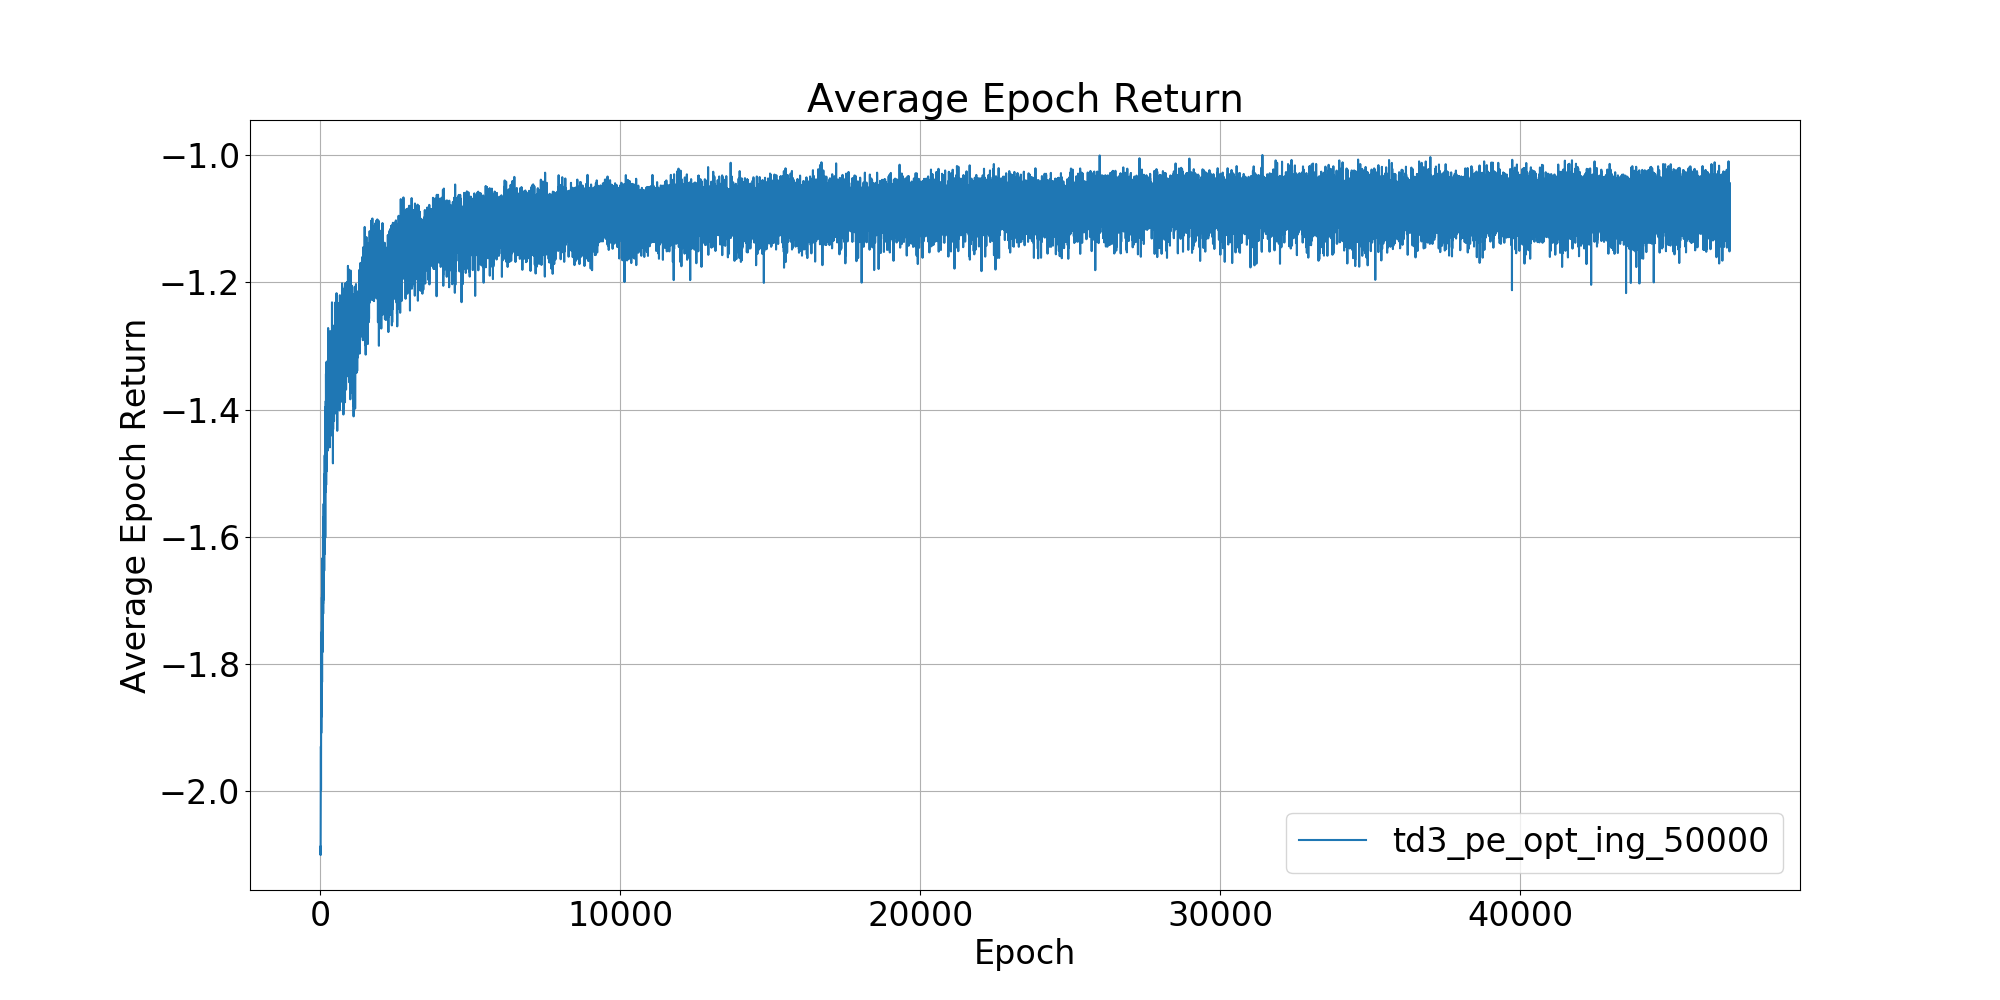 Average Epoch Return
Average Epoch Return
−1.0
−1.2
−1.4
−1.6
−1.8
−2.0
0
10000
20000
30000
40000
Epoch
td3_pe_opt_ing_50000